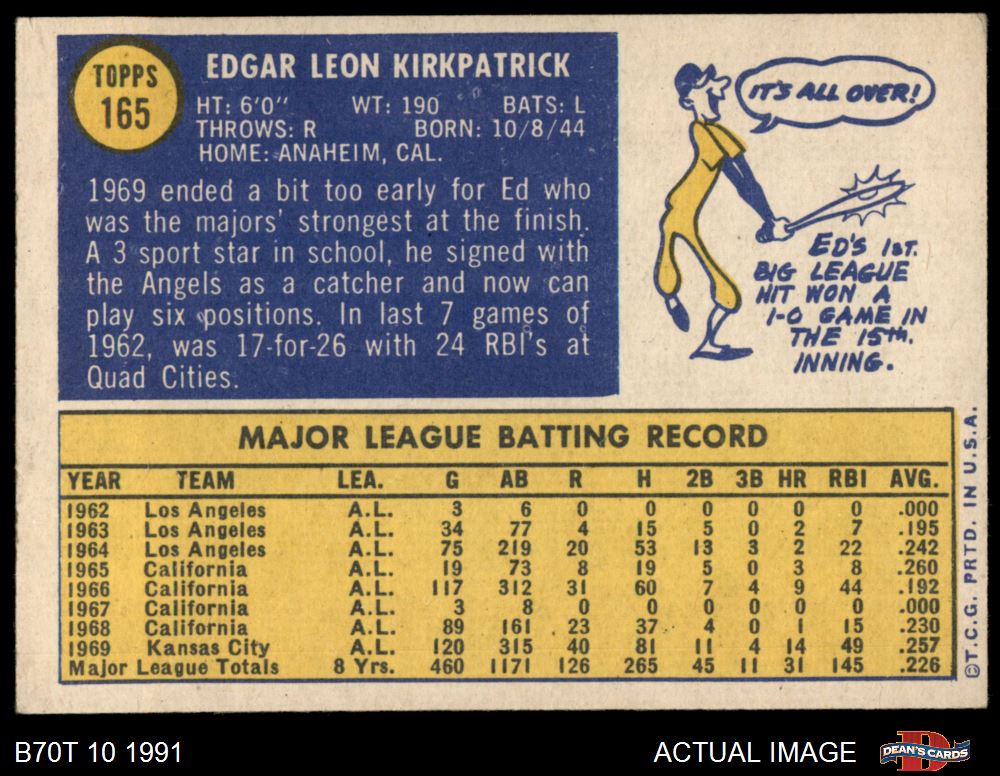 TOPPS
165
EDGAR LEON KIRKPATRICK
HT: 6'0" WT: 190 BATS: L
THROWS: R BORN: 10/8/44
HOME: ANAHEIM, CAL.
1969 ended a bit too early for Ed who
was the majors' strongest at the finish.
A 3 sport star in school, he signed with
the Angels as a catcher and now can
play six positions. In last 7 games of
1962, was 17-for-26 with 24 RBI's at
Quad Cities.
IT'S ALL OVER!
ED'S 1ST.
BIG LEAGUE
HIT WON A
1-0 GAME IN
THE 15th.
INNING.
MAJOR LEAGUE BATTING RECORD
YEAR TEAM LEA. G AB R H 2B 3B HR RBI AVG.
1962 Los Angeles A.L. 3 6 0 0 0 0 0 0 .000
1963 Los Angeles A.L. 34 77 4 15 5 0 2 7 .195
1964 Los Angeles A.L. 75 219 20 53 13 3 2 22 .242
1965 California A.L. 19 73 8 19 5 0 3 8 .260
1966 California A.L. 117 312 31 60 7 4 9 44 .192
1967 California A.L. 3 8 0 0 0 0 0 0 .000
1968 California A.L. 89 161 23 37 4 0 1 15 .230
1969 Kansas City A.L. 120 315 40 81 11 4 14 49 .257
Major League Totals 8 Yrs. 460 1171 126 265 45 11 31 145 .226
©T.C.G. PRTD. IN U.S.A.
B70T 10 1991
ACTUAL IMAGE
DEAN'S CARDS